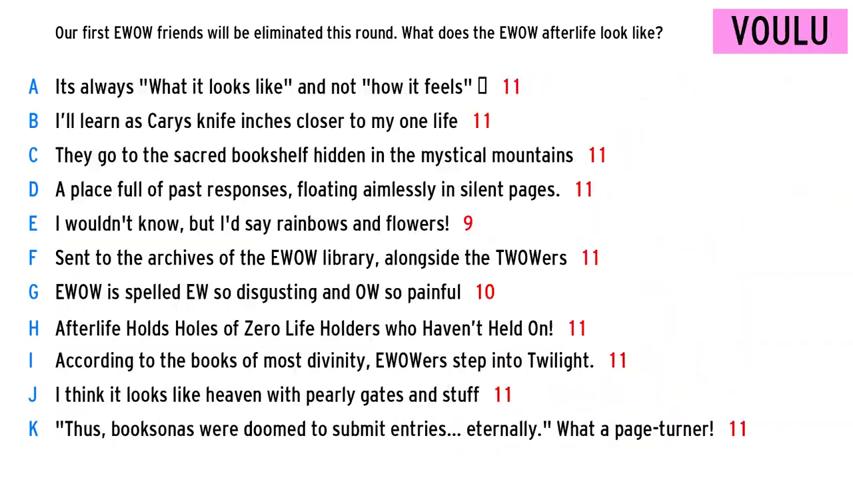 Our first EWOW friends will be eliminated this round. What does the EWOW afterlife look like?
VOULU
A Its always "What it looks like" and not "how it feels" 11
B I'll learn as Carys knife inches closer to my one life 11
C They go to the sacred bookshelf hidden in the mystical mountains 11
D A place full of past responses, floating aimlessly in silent pages. 11
E I wouldn't know, but I'd say rainbows and flowers! 9
F Sent to the archives of the EWOW library, alongside the TWOWers 11
G EWOW is spelled EW so disgusting and OW so painful 10
H Afterlife Holds Holes of Zero Life Holders who Haven't Held On! 11
I According to the books of most divinity, EWOWers step into Twilight. 11
J I think it looks like heaven with pearly gates and stuff 11
K "Thus, booksonas were doomed to submit entries... eternally." What a page-turner! 11